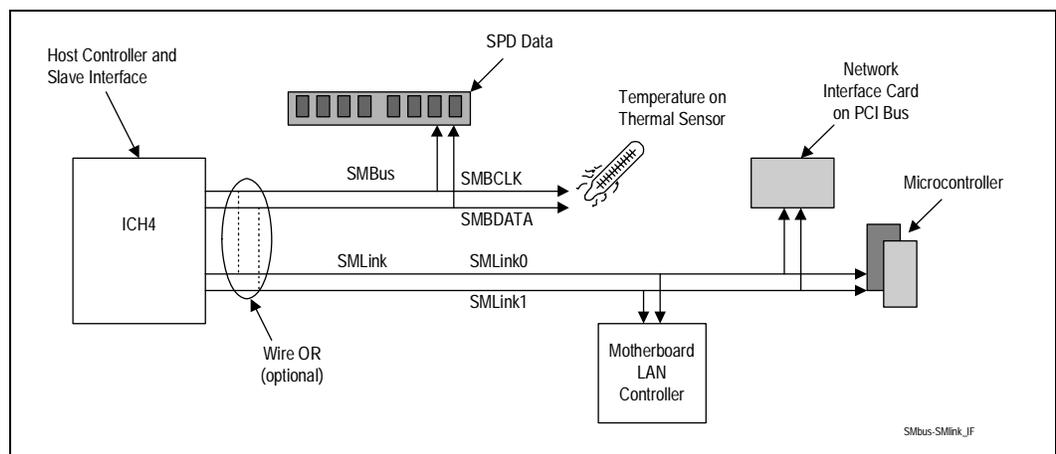 Host Controller and
Slave Interface
SPD Data
Temperature on
Thermal Sensor
Network
Interface Card
on PCI Bus
Microcontroller
ICH4
SMBus
SMBCLK
SMBDATA
SMLink
SMLink0
SMLink1
Wire OR
(optional)
Motherboard
LAN
Controller
SMbus-SMlink_IF